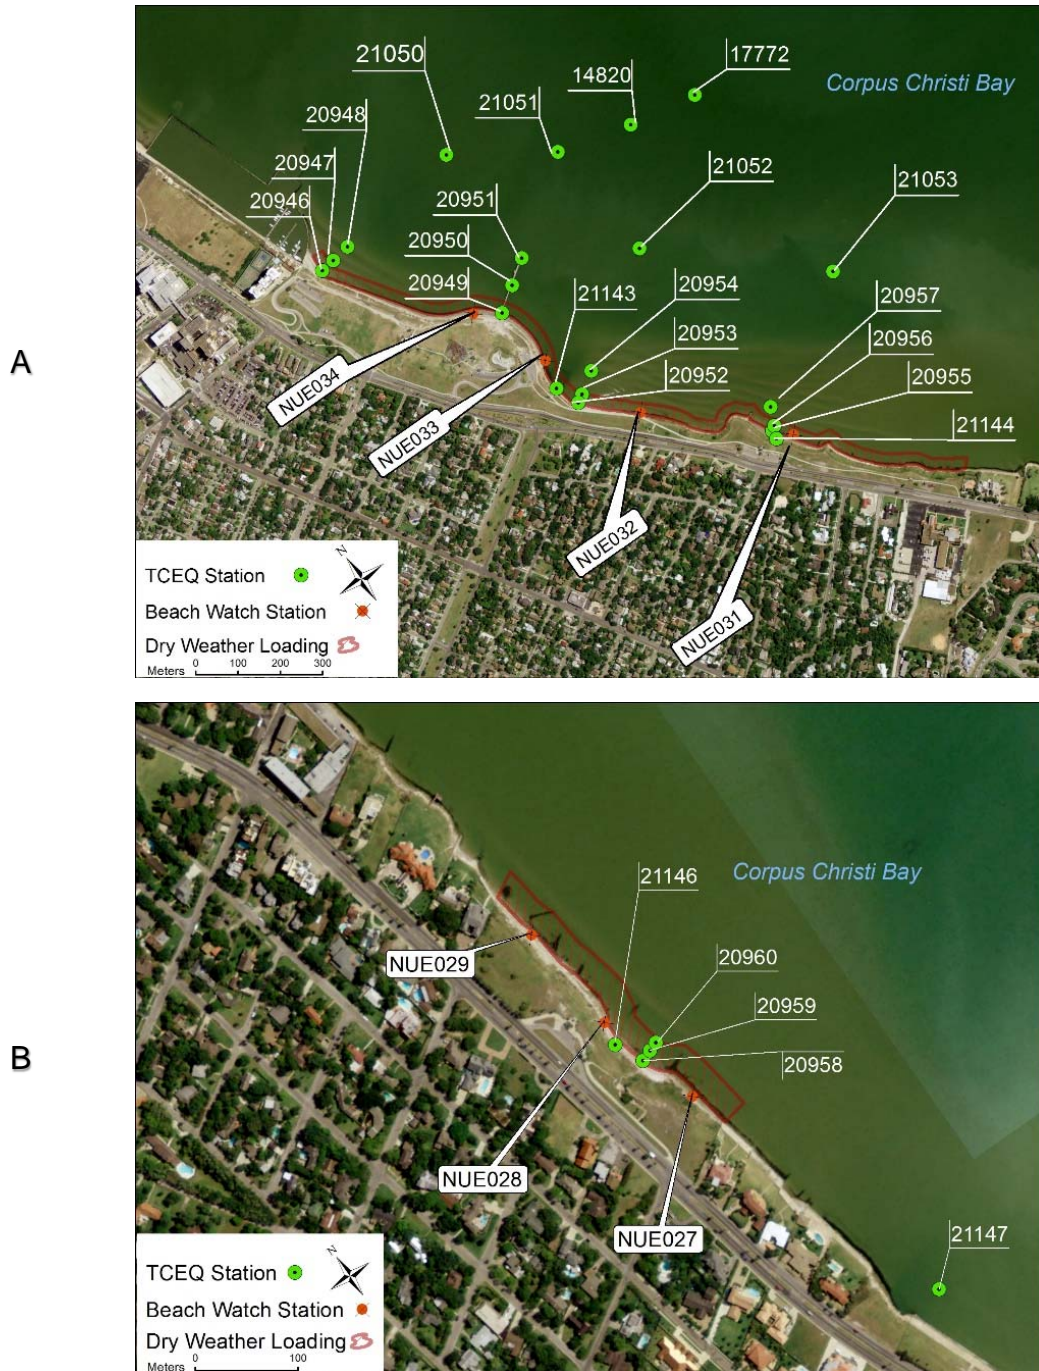 A
21050
17772
14820
Corpus Christi Bay
21051
20948
20947
21052
21053
20946
20951
20950
20954
20957
20949
21143
20953
20956
20952
20955
21144
NUE034
NUE033
NUE032
NUE031
N
TCEQ Station
Beach Watch Station
Dry Weather Loading
Meters 0 100 200 300
B
Corpus Christi Bay
21146
20960
NUE029
20959
20958
NUE028
NUE027
21147
N
TCEQ Station
Beach Watch Station
Dry Weather Loading
Meters 0 100